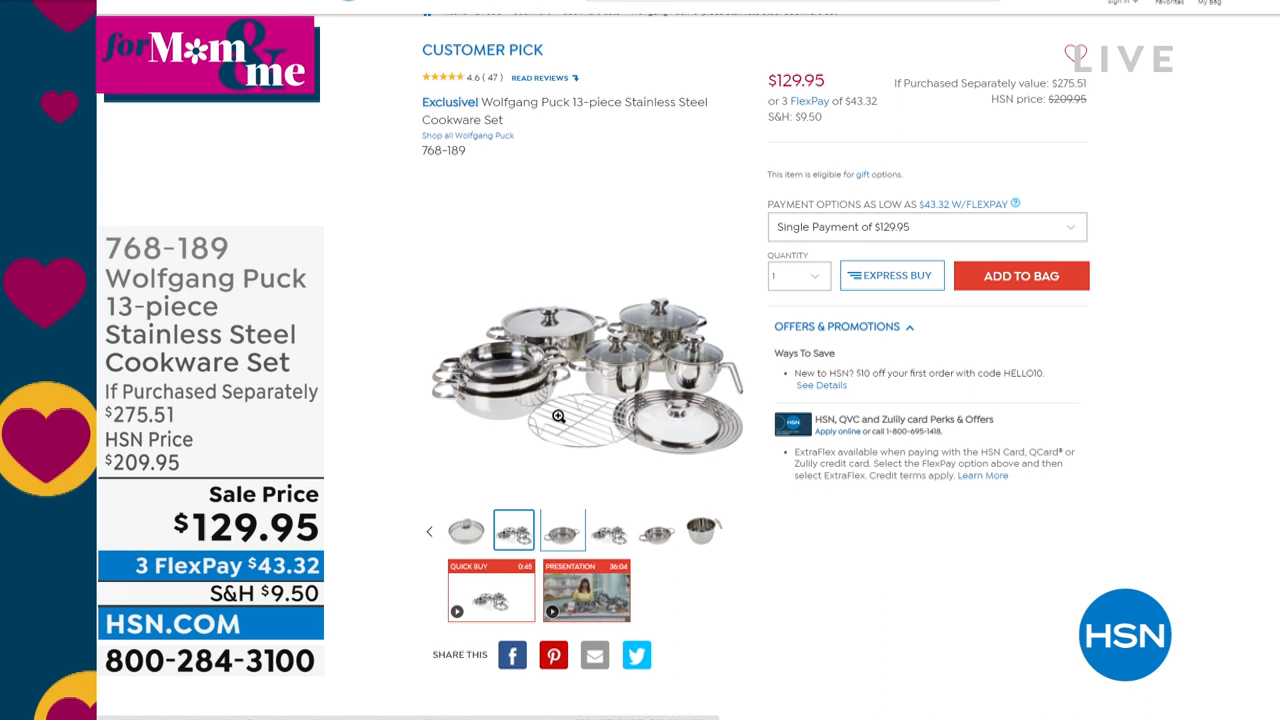 for Mom & me
768-189
Wolfgang Puck
13-piece
Stainless Steel
Cookware Set
If Purchased Separately
$275.51
HSN Price
$209.95
Sale Price
$129.95
3 FlexPay $43.32
S&H $9.50
HSN.COM
800-284-3100
Sign In
Favorites
My Bag
CUSTOMER PICK
4.6 (47) READ REVIEWS
Exclusive! Wolfgang Puck 13-piece Stainless Steel
Cookware Set
Shop all Wolfgang Puck
768-189
QUICK BUY 0:45
PRESENTATION 36:04
SHARE THIS
LIVE
$129.95
or 3 FlexPay of $43.32
S&H: $9.50
If Purchased Separately value: $275.51
HSN price: $209.95
This item is eligible for gift options.
PAYMENT OPTIONS AS LOW AS $43.32 W/FLEXPAY
Single Payment of $129.95
QUANTITY
1
EXPRESS BUY
ADD TO BAG
OFFERS & PROMOTIONS
Ways To Save
• New to HSN? $10 off your first order with code HELLO10.
See Details
HSN
HSN, QVC and Zulily card Perks & Offers
Apply online or call 1-800-695-1418.
• ExtraFlex available when paying with the HSN Card, QCard® or
Zulily credit card. Select the FlexPay option above and then
select ExtraFlex. Credit terms apply. Learn More
HSN